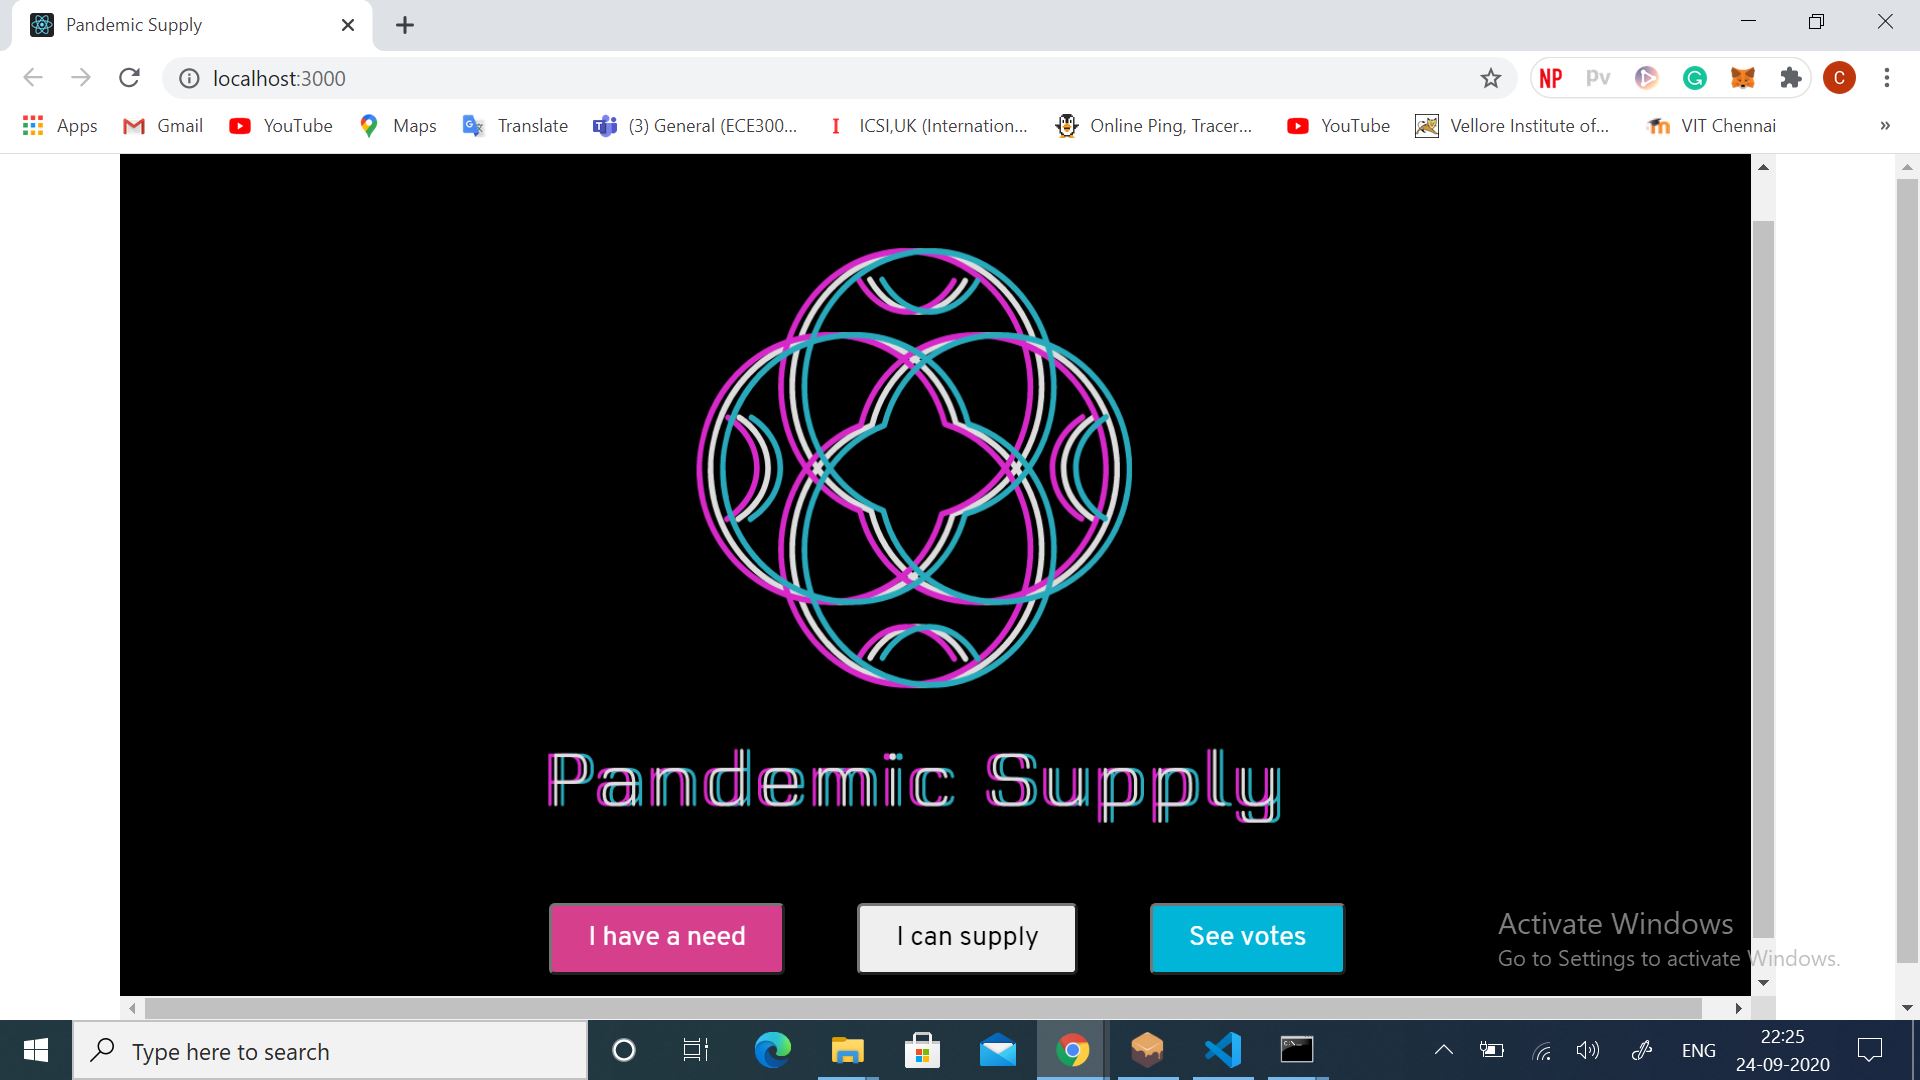 Pandemic Supply
localhost:3000
NP
Pv
G
C
Apps
Gmail
YouTube
Maps
Translate
(3) General (ECE300...
ICSI,UK (Internation...
Online Ping, Tracer...
YouTube
Vellore Institute of...
VIT Chennai
»
Pandemic Supply
I have a need
I can supply
See votes
Activate Windows
Go to Settings to activate Windows.
Type here to search
ENG
22:25
24-09-2020